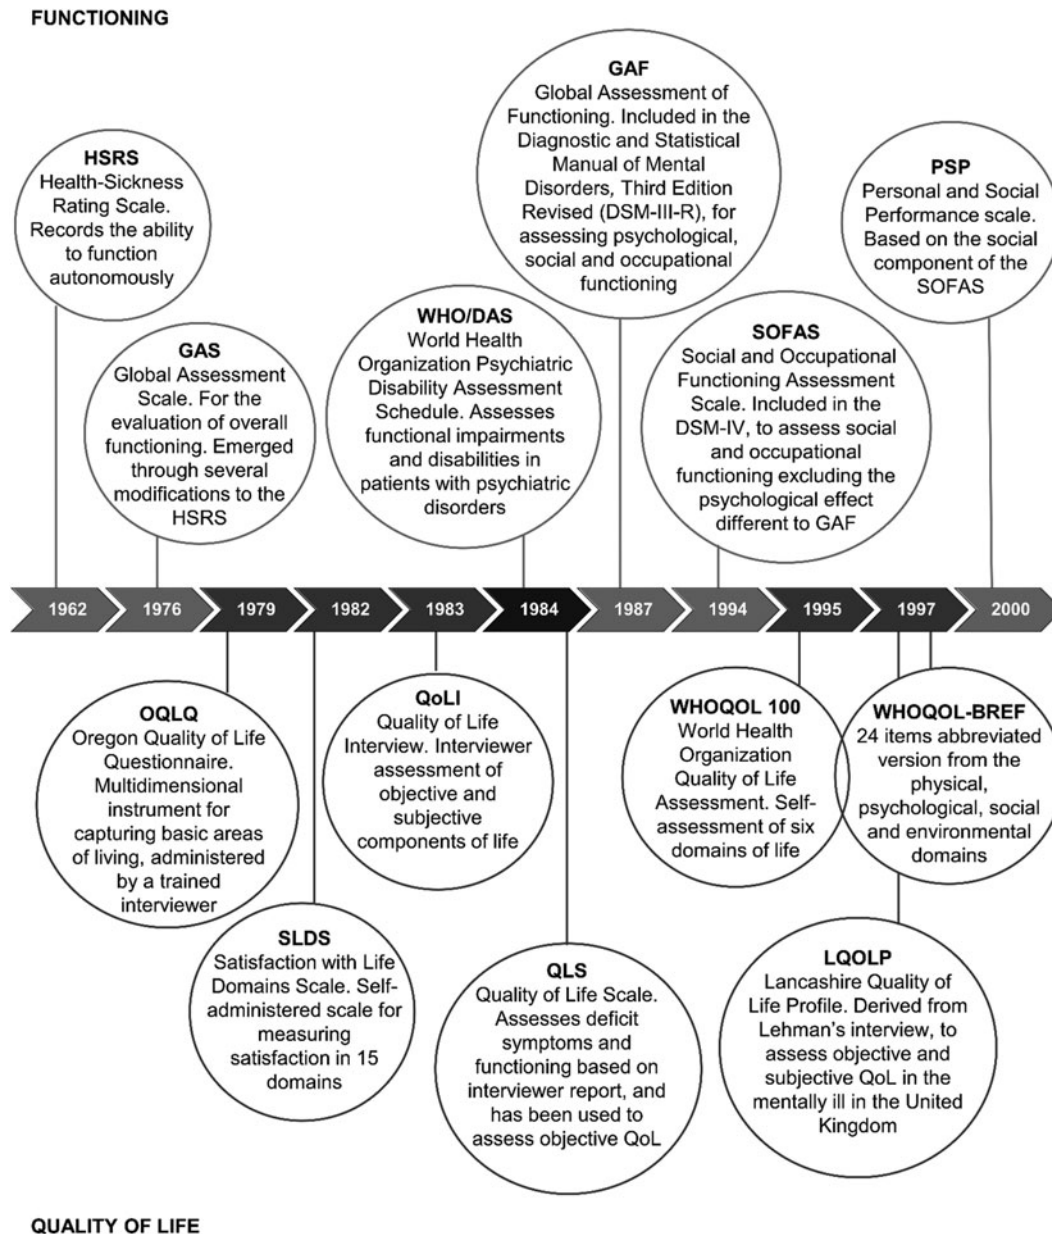 FUNCTIONING
HSRS
Health-Sickness
Rating Scale.
Records the ability
to function
autonomously
GAS
Global Assessment
Scale. For the
evaluation of overall
functioning. Emerged
through several
modifications to the
HSRS
WHO/DAS
World Health
Organization Psychiatric
Disability Assessment
Schedule. Assesses
functional impairments
and disabilities in
patients with psychiatric
disorders
GAF
Global Assessment of
Functioning. Included in the
Diagnostic and Statistical
Manual of Mental
Disorders, Third Edition
Revised (DSM-III-R), for
assessing psychological,
social and occupational
functioning
SOFAS
Social and Occupational
Functioning Assessment
Scale. Included in the
DSM-IV, to assess social
and occupational
functioning excluding the
psychological effect
different to GAF
PSP
Personal and Social
Performance scale.
Based on the social
component of the
SOFAS
1962 1976 1979 1982 1983 1984 1987 1994 1995 1997 2000
OQLQ
Oregon Quality of Life
Questionnaire.
Multidimensional
instrument for
capturing basic areas
of living, administered
by a trained
interviewer
SLDS
Satisfaction with Life
Domains Scale. Self-
administered scale for
measuring
satisfaction in 15
domains
QoLI
Quality of Life
Interview. Interviewer
assessment of
objective and
subjective
components of life
QLS
Quality of Life Scale.
Assesses deficit
symptoms and
functioning based on
interviewer report, and
has been used to
assess objective QoL
WHOQOL 100
World Health
Organization
Quality of Life
Assessment. Self-
assessment of six
domains of life
WHOQOL-BREF
24 items abbreviated
version from the
physical,
psychological, social
and environmental
domains
LQOLP
Lancashire Quality of
Life Profile. Derived from
Lehman's interview, to
assess objective and
subjective QoL in the
mentally ill in the United
Kingdom
QUALITY OF LIFE